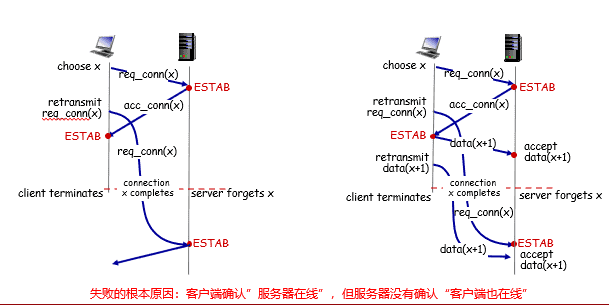 choose x
req_conn(x)
ESTAB
acc_conn(x)
retransmit
req_conn(x)
ESTAB
req_conn(x)
connection
x completes
client terminates
server forgets x
ESTAB
choose x
req_conn(x)
ESTAB
acc_conn(x)
retransmit
req_conn(x)
ESTAB
data(x+1)
accept
data(x+1)
retransmit
data(x+1)
connection
x completes
client terminates
server forgets x
req_conn(x)
ESTAB
data(x+1)
accept
data(x+1)
失败的根本原因：客户端确认”服务器在线”，但服务器没有确认“客户端也在线”